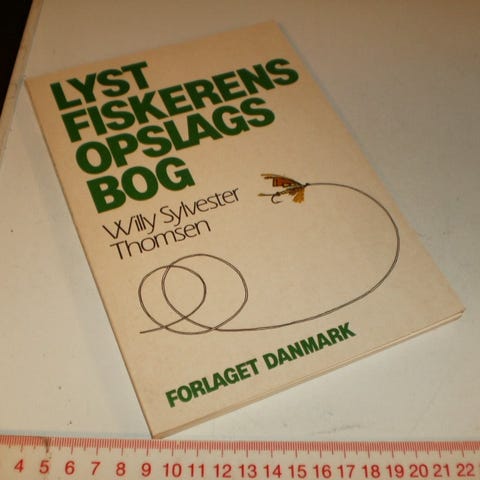 LYST
FISKERENS
OPSLAGS
BOG
Willy Sylvester
Thomsen
FORLAGET DANMARK
4 5 6 7 8 9 10 11 12 13 14 15 16 17 18 19 20 21 22